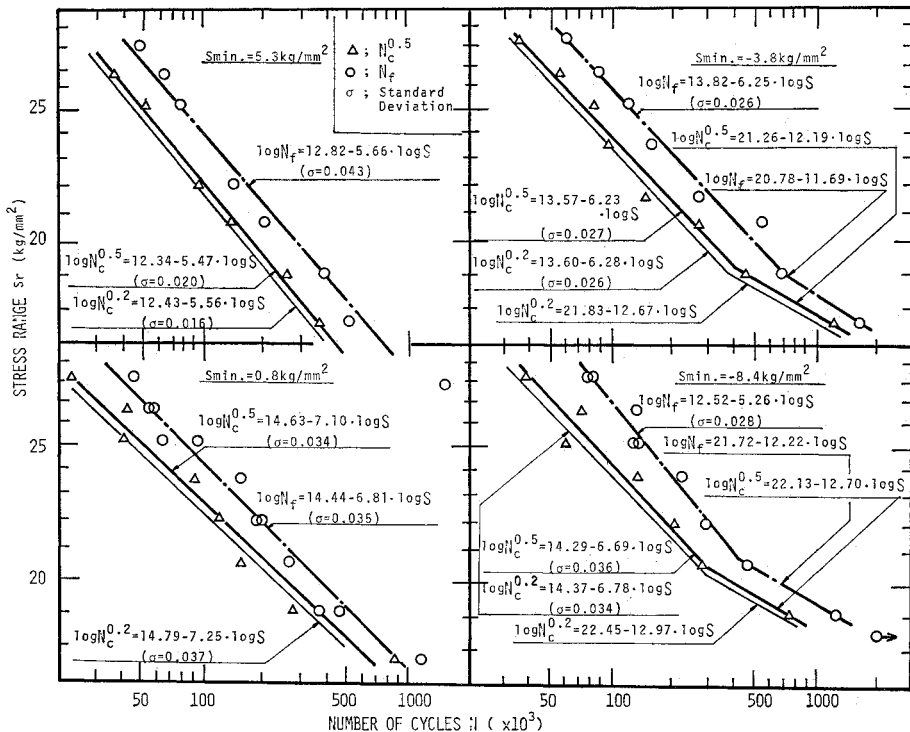 Smin.=5.3kg/mm²
△ ; N_c^0.5
○ ; N_f
σ ; Standard
Deviation
logN_f=12.82-5.66·logS
(σ=0.043)
logN_c^0.5=12.34-5.47·logS
(σ=0.020)
logN_c^0.2=12.43-5.56·logS
(σ=0.016)
Smin.=-3.8kg/mm²
logN_f=13.82-6.25·logS
(σ=0.026)
logN_c^0.5=21.26-12.19·logS
logN_f=20.78-11.69·logS
logN_c^0.5=13.57-6.23
·logS
(σ=0.027)
logN_c^0.2=13.60-6.28·logS
(σ=0.026)
logN_c^0.2=21.83-12.67·logS
Smin.=0.8kg/mm²
logN_c^0.5=14.63-7.10·logS
(σ=0.034)
logN_f=14.44-6.81·logS
(σ=0.035)
logN_c^0.2=14.79-7.25·logS
(σ=0.037)
Smin.=-8.4kg/mm²
logN_f=12.52-5.26·logS
(σ=0.028)
logN_f=21.72-12.22·logS
logN_c^0.5=22.13-12.70·logS
logN_c^0.5=14.29-6.69·logS
(σ=0.036)
logN_c^0.2=14.37-6.78·logS
(σ=0.034)
logN_c^0.2=22.45-12.97·logS
STRESS RANGE Sr (kg/mm²)
25
20
25
20
50 100 500 1000
50 100 500 1000
NUMBER OF CYCLES N ( x10³)